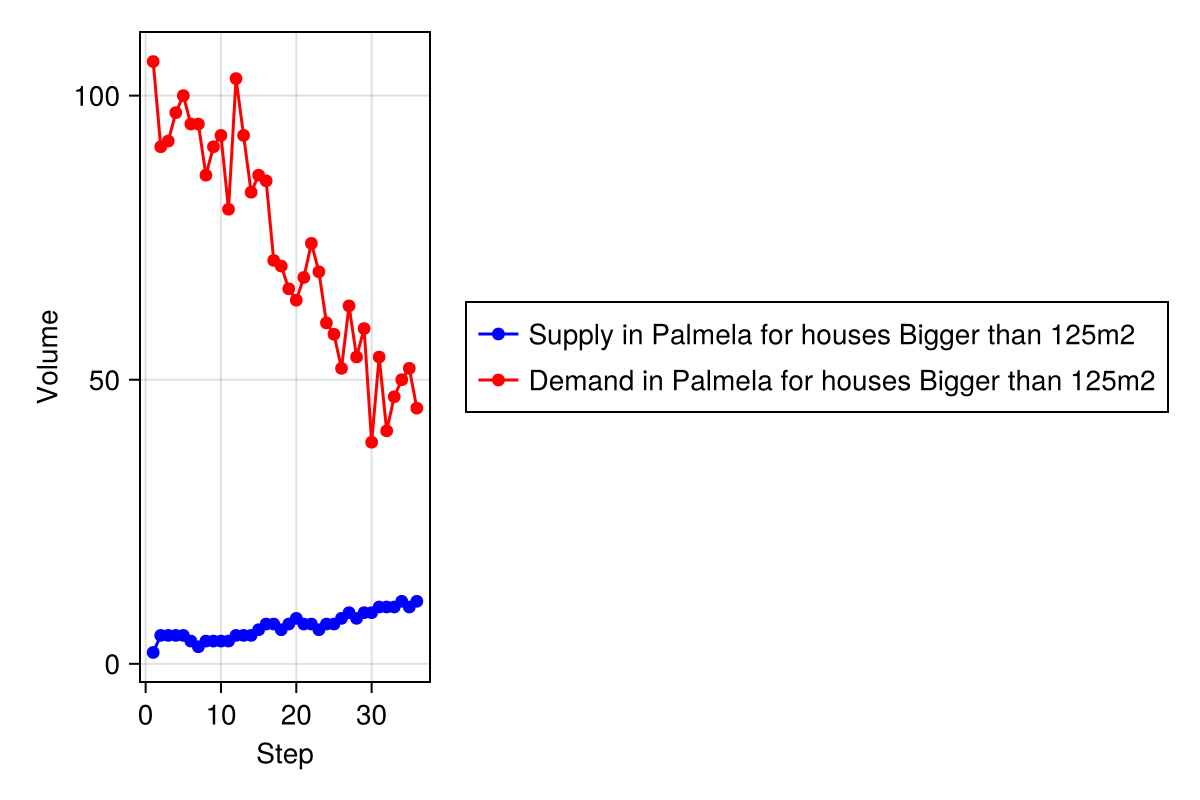 100
50
0
Volume
0 10 20 30
Step
Supply in Palmela for houses Bigger than 125m2
Demand in Palmela for houses Bigger than 125m2